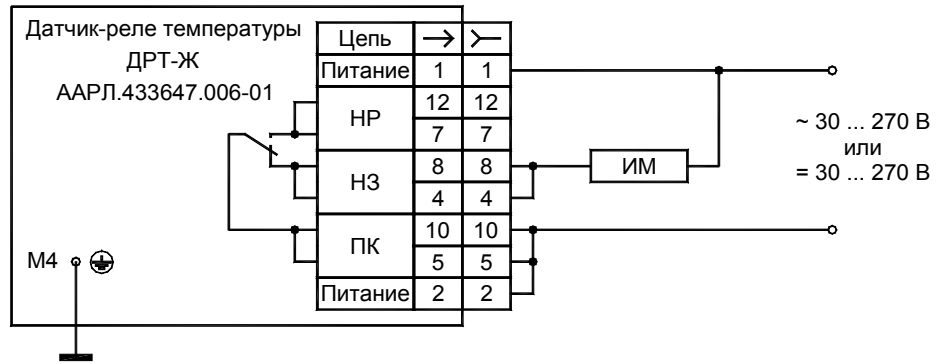 Датчик-реле температуры
ДРТ-Ж
ААРЛ.433647.006-01
Цепь
Питание 1 1
НР 12 12
7 7
НЗ 8 8
4 4
ПК 10 10
5 5
Питание 2 2
ИМ
~ 30 ... 270 В
или
= 30 ... 270 В
М4